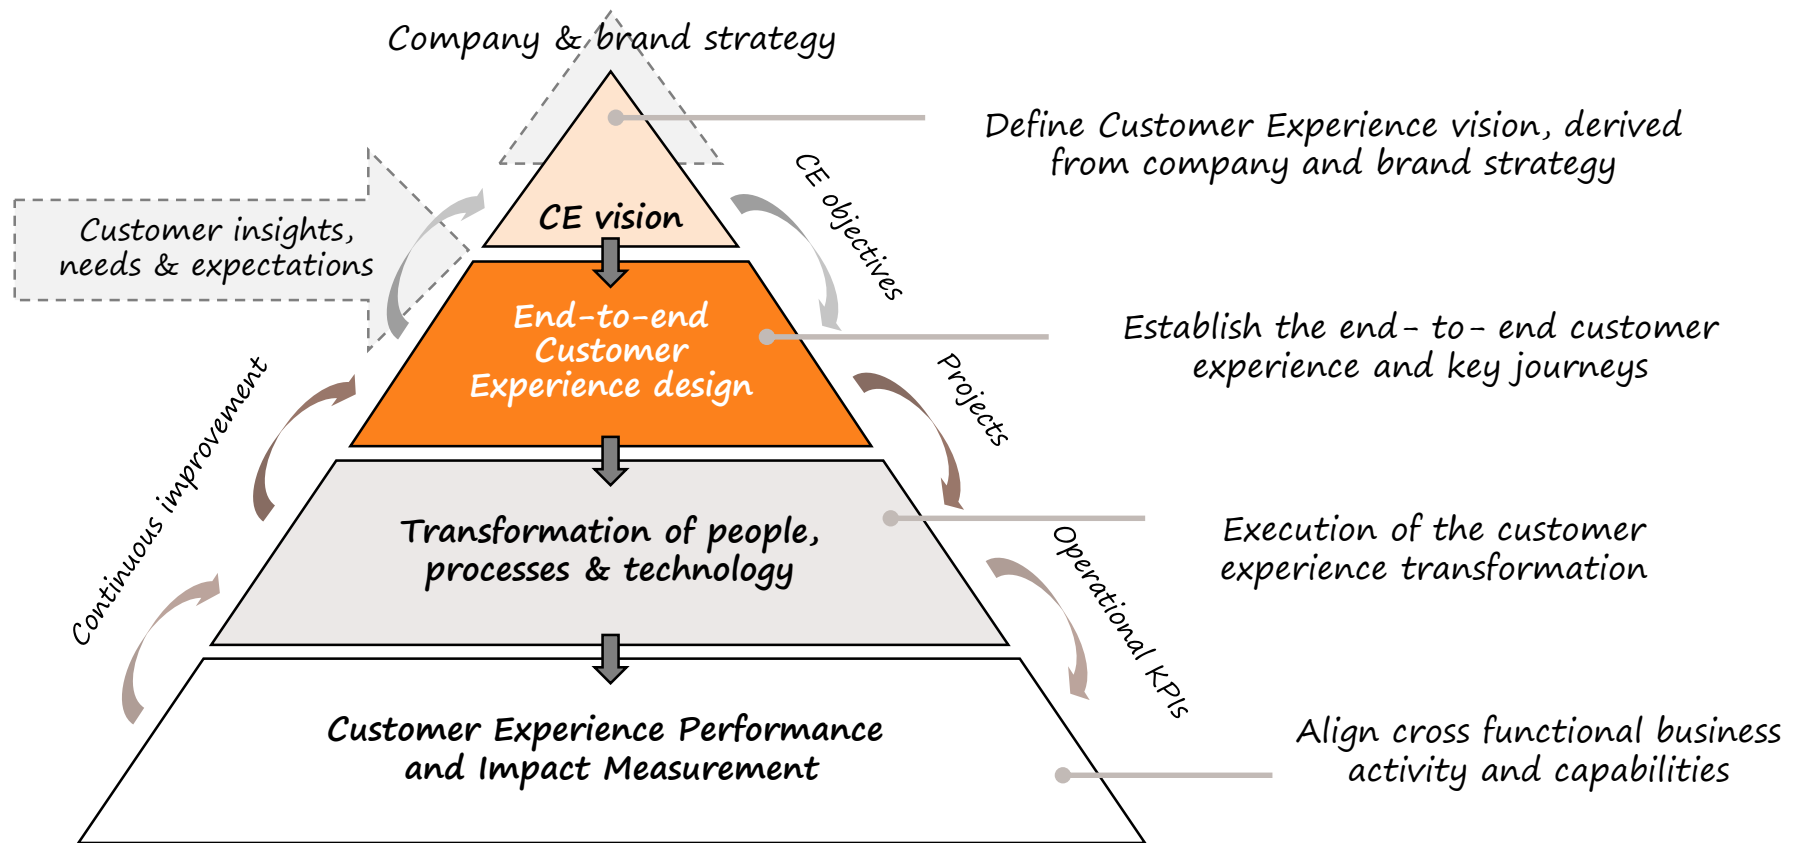 Company & brand strategy
Define Customer Experience vision, derived
from company and brand strategy
CE objectives
CE vision
Customer insights,
needs & expectations
End-to-end
Customer
Experience design
Establish the end- to- end customer
experience and key journeys
Projects
Continuous improvement
Transformation of people,
processes & technology
Execution of the customer
experience transformation
Operational KPIs
Customer Experience Performance
and Impact Measurement
Align cross functional business
activity and capabilities